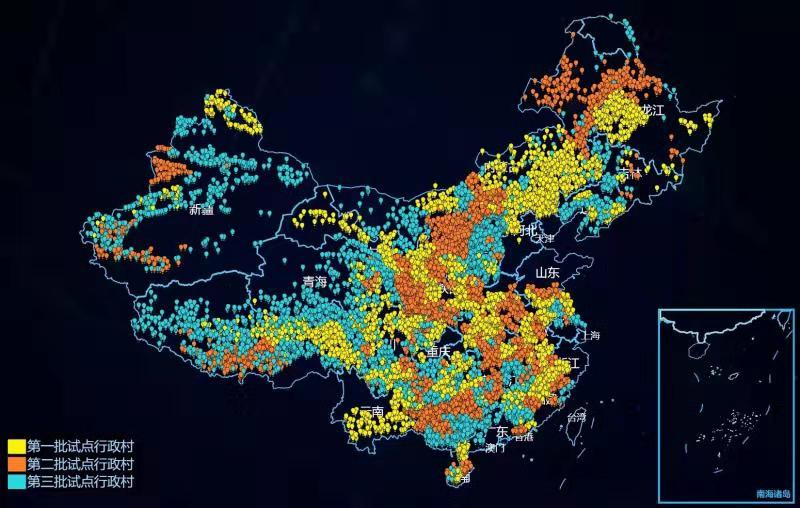 龙江
吉林
新疆
河北
天津
青海
山东
上海
重庆
浙江
云南
台湾
东
香港
澳门
第一批试点行政村
第二批试点行政村
第三批试点行政村
南海诸岛